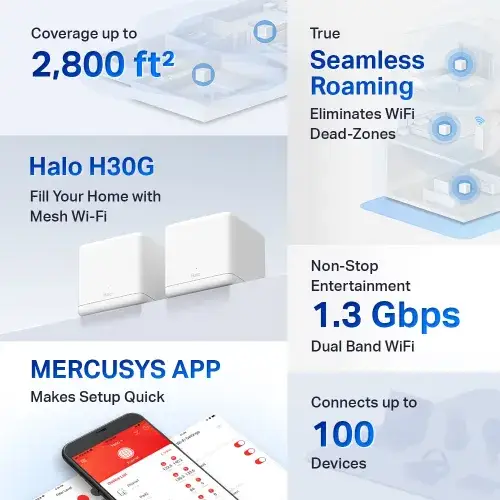 Coverage up to
2,800 ft²
True
Seamless
Roaming
Eliminates WiFi
Dead-Zones
Halo H30G
Fill Your Home with
Mesh Wi-Fi
Non-Stop
Entertainment
1.3 Gbps
Dual Band WiFi
MERCUSYS APP
Makes Setup Quick
Connects up to
100
Devices